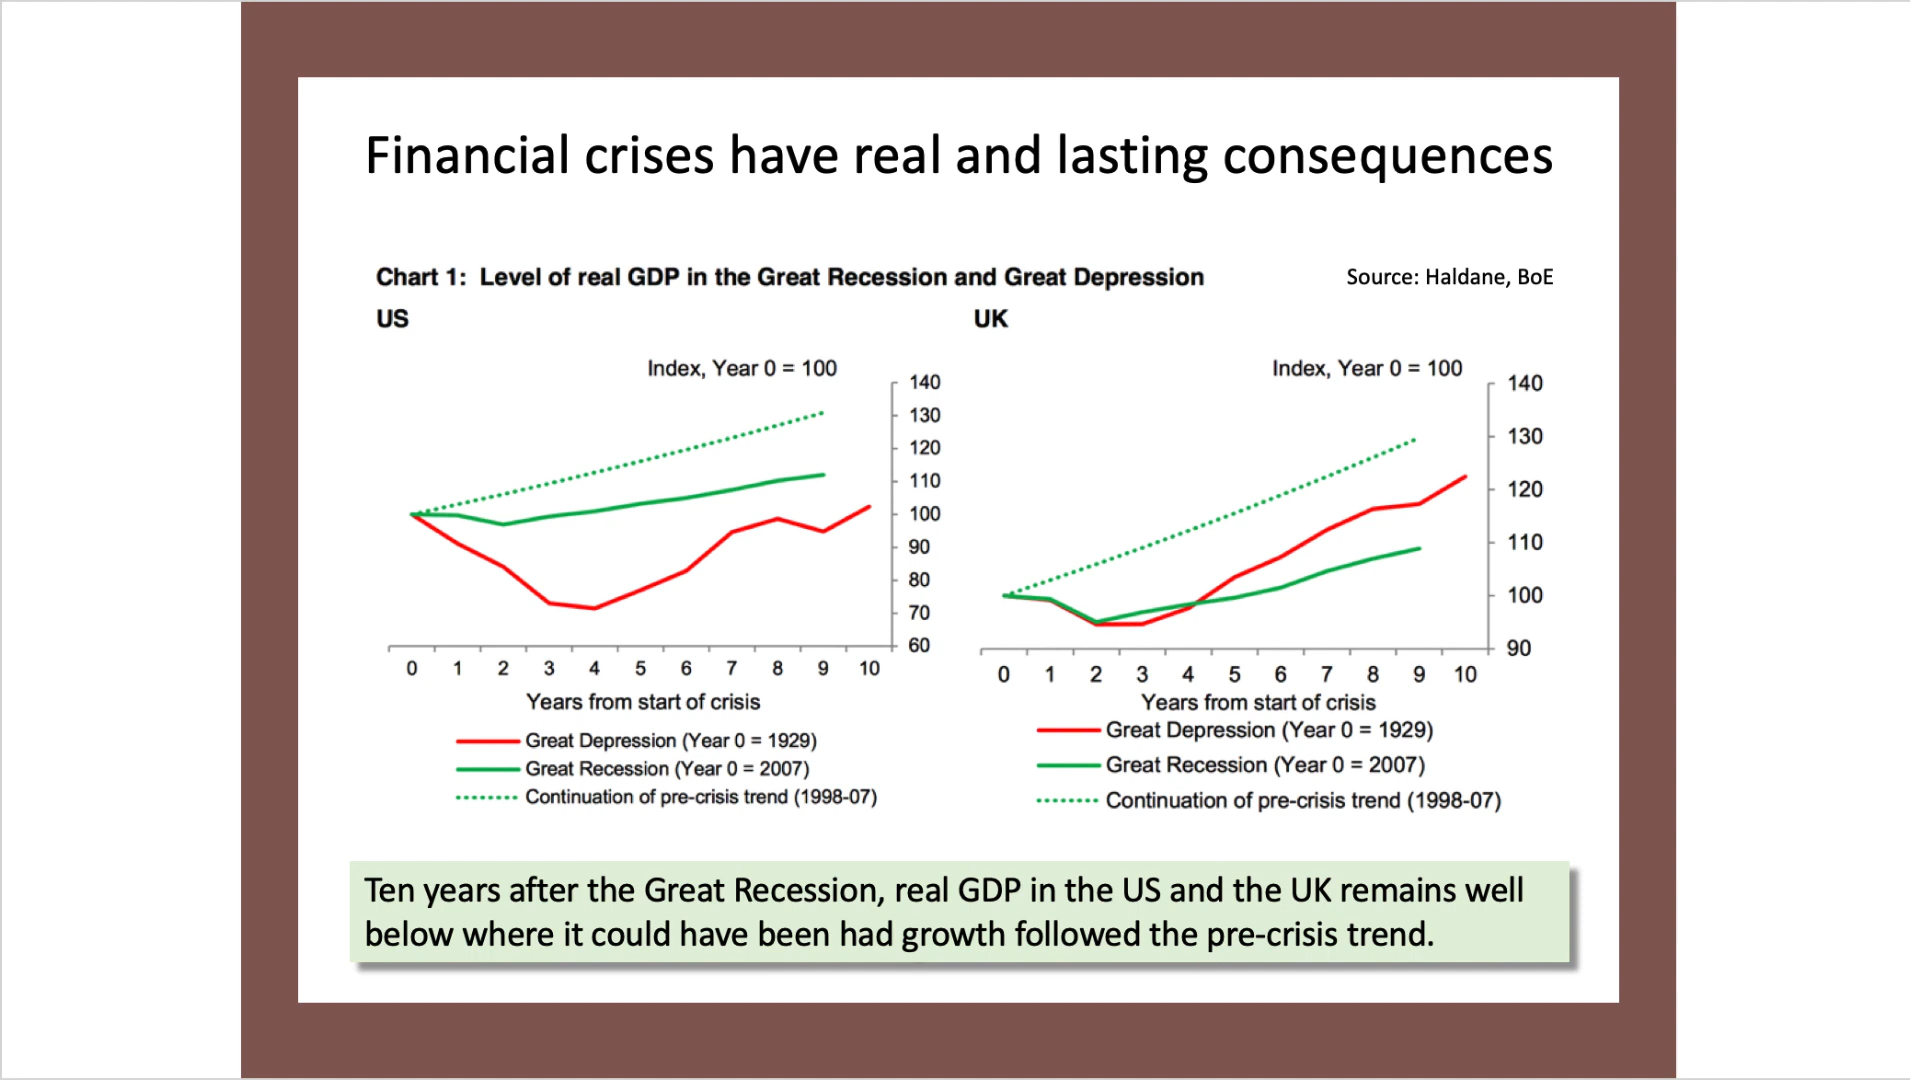 Financial crises have real and lasting consequences
Chart 1: Level of real GDP in the Great Recession and Great Depression
Source: Haldane, BoE
US
Index, Year 0 = 100
140
130
120
110
100
90
80
70
60
0 1 2 3 4 5 6 7 8 9 10
Years from start of crisis
Great Depression (Year 0 = 1929)
Great Recession (Year 0 = 2007)
Continuation of pre-crisis trend (1998-07)
UK
Index, Year 0 = 100
140
130
120
110
100
90
0 1 2 3 4 5 6 7 8 9 10
Years from start of crisis
Great Depression (Year 0 = 1929)
Great Recession (Year 0 = 2007)
Continuation of pre-crisis trend (1998-07)
Ten years after the Great Recession, real GDP in the US and the UK remains well
below where it could have been had growth followed the pre-crisis trend.